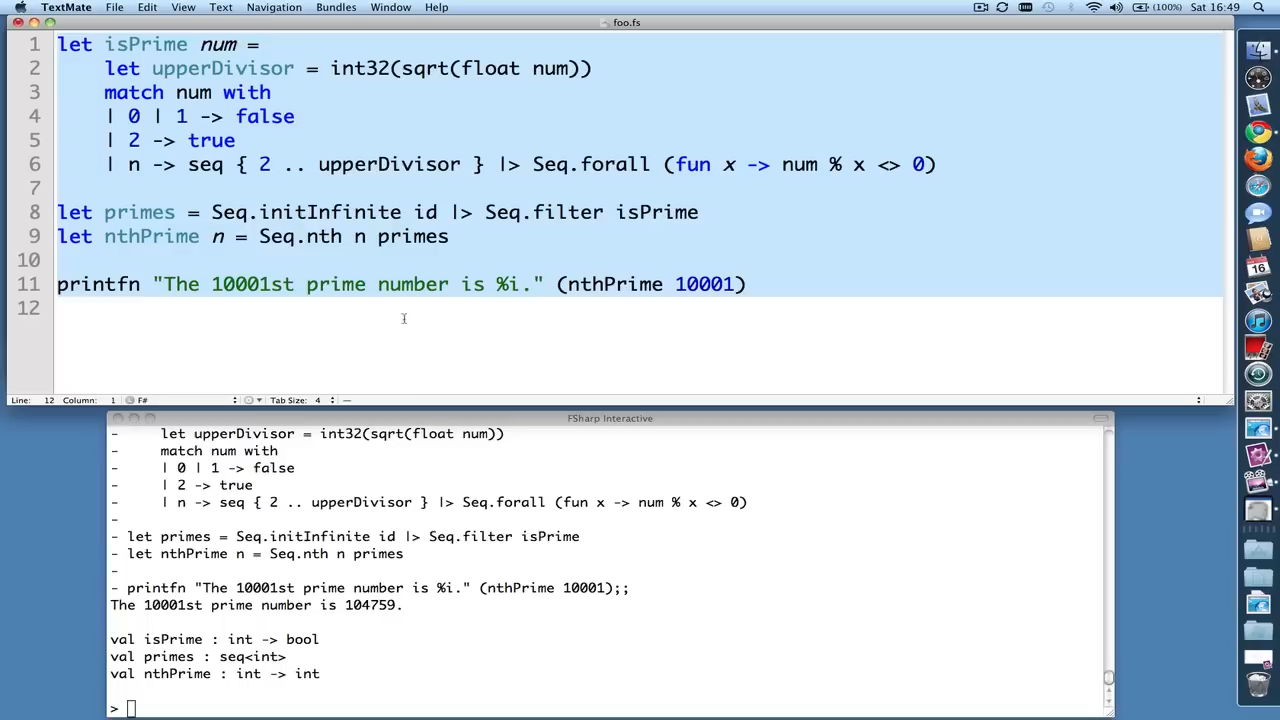 TextMate File Edit View Text Navigation Bundles Window Help (100%) Sat 16:49
foo.fs
1 let isPrime num =
2     let upperDivisor = int32(sqrt(float num))
3     match num with
4     | 0 | 1 -> false
5     | 2 -> true
6     | n -> seq { 2 .. upperDivisor } |> Seq.forall (fun x -> num % x <> 0)
7
8 let primes = Seq.initInfinite id |> Seq.filter isPrime
9 let nthPrime n = Seq.nth n primes
10
11 printfn "The 10001st prime number is %i." (nthPrime 10001)
12
Line: 12 Column: 1 F# Tab Size: 4 —
FSharp Interactive
-     let upperDivisor = int32(sqrt(float num))
-     match num with
-     | 0 | 1 -> false
-     | 2 -> true
-     | n -> seq { 2 .. upperDivisor } |> Seq.forall (fun x -> num % x <> 0)
-
- let primes = Seq.initInfinite id |> Seq.filter isPrime
- let nthPrime n = Seq.nth n primes
-
- printfn "The 10001st prime number is %i." (nthPrime 10001);;
The 10001st prime number is 104759.
val isPrime : int -> bool
val primes : seq<int>
val nthPrime : int -> int
>
16